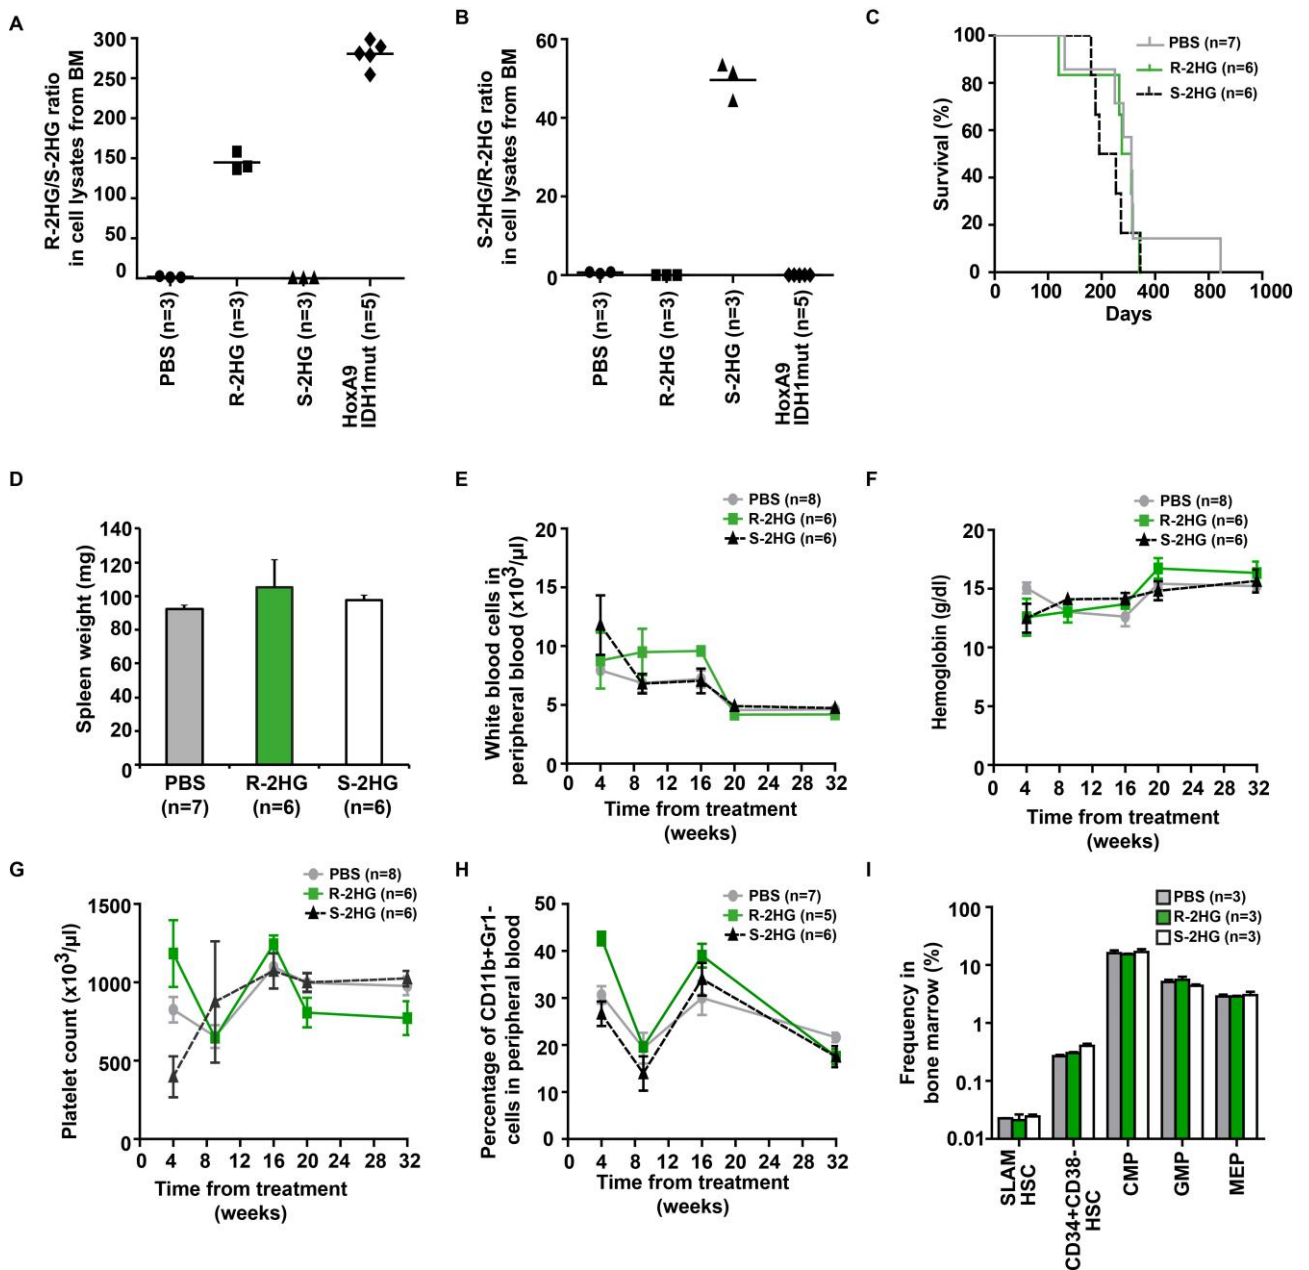 A
R-2HG/S-2HG ratio
in cell lysates from BM
300
250
200
150
100
50
0
PBS (n=3)
R-2HG (n=3)
S-2HG (n=3)
HoxA9
IDH1mut (n=5)
B
S-2HG/R-2HG ratio
in cell lysates from BM
60
40
20
0
PBS (n=3)
R-2HG (n=3)
S-2HG (n=3)
HoxA9
IDH1mut (n=5)
C
Survival (%)
100
80
60
40
20
0
PBS (n=7)
R-2HG (n=6)
S-2HG (n=6)
0 100 200 400 800 1000
Days
D
Spleen weight (mg)
140
120
100
80
60
40
20
0
PBS
(n=7)
R-2HG
(n=6)
S-2HG
(n=6)
E
White blood cells in
peripheral blood (x10³/µl)
20
15
10
5
0
PBS (n=8)
R-2HG (n=6)
S-2HG (n=6)
0 4 8 12 16 20 24 28 32
Time from treatment
(weeks)
F
Hemoglobin (g/dl)
20
15
10
5
0
PBS (n=8)
R-2HG (n=6)
S-2HG (n=6)
0 4 8 12 16 20 24 28 32
Time from treatment
(weeks)
G
Platelet count (x10³/µl)
1500
1000
500
0
PBS (n=8)
R-2HG (n=6)
S-2HG (n=6)
0 4 8 12 16 20 24 28 32
Time from treatment
(weeks)
H
Percentage of CD11b+Gr1-
cells in peripheral blood
50
40
30
20
10
0
PBS (n=7)
R-2HG (n=5)
S-2HG (n=6)
0 4 8 12 16 20 24 28 32
Time from treatment
(weeks)
I
Frequency in
bone marrow (%)
100
10
1
0.1
0.01
PBS (n=3)
R-2HG (n=3)
S-2HG (n=3)
SLAM
HSC
CD34+CD38-
HSC
CMP
GMP
MEP